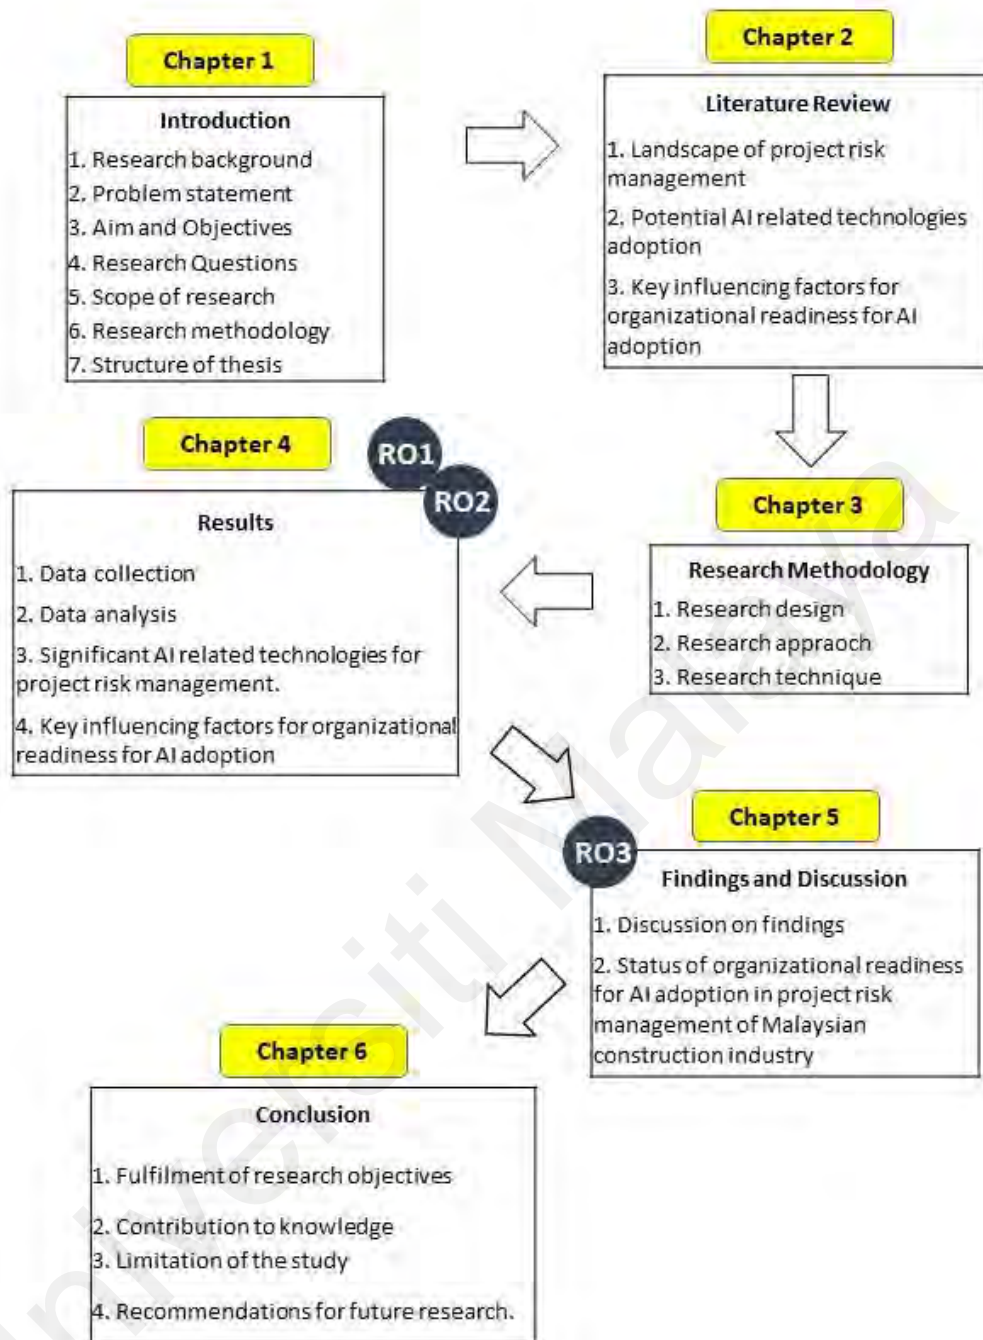 Chapter 1
Introduction
1. Research background
2. Problem statement
3. Aim and Objectives
4. Research Questions
5. Scope of research
6. Research methodology
7. Structure of thesis
Chapter 2
Literature Review
1. Landscape of project risk
management
2. Potential AI related technologies
adoption
3. Key influencing factors for
organizational readiness for AI
adoption
Chapter 3
Research Methodology
1. Research design
2. Research appraoch
3. Research technique
Chapter 4
RO1
RO2
Results
1. Data collection
2. Data analysis
3. Significant AI related technologies for
project risk management.
4. Key influencing factors for organizational
readiness for AI adoption
Chapter 5
RO3
Findings and Discussion
1. Discussion on findings
2. Status of organizational readiness
for AI adoption in project risk
management of Malaysian
construction industry
Chapter 6
Conclusion
1. Fulfilment of research objectives
2. Contribution to knowledge
3. Limitation of the study
4. Recommendations for future research.
Universiti Malaya